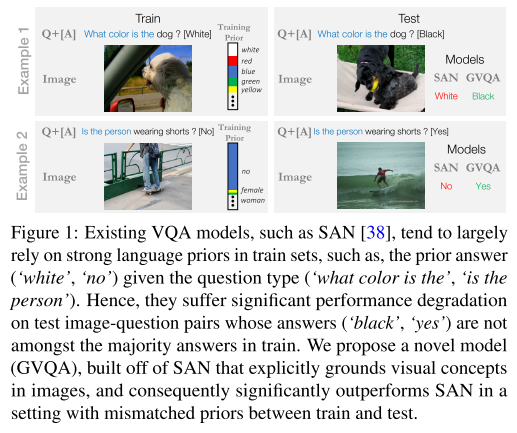 Train
Test
Example 1
Q+[A] What color is the dog ? [White]
Training
Prior
white
red
blue
green
yellow
Image
Q+[A] What color is the dog ? [Black]
Image
Models
SAN GVQA
White Black
Example 2
Q+[A] Is the person wearing shorts ? [No]
Training
Prior
no
female
woman
Image
Q+[A] Is the person wearing shorts ? [Yes]
Image
Models
SAN GVQA
No Yes
Figure 1: Existing VQA models, such as SAN [38], tend to largely
rely on strong language priors in train sets, such as, the prior answer
(‘white’, ‘no’) given the question type (‘what color is the’, ‘is the
person’). Hence, they suffer significant performance degradation
on test image-question pairs whose answers (‘black’, ‘yes’) are not
amongst the majority answers in train. We propose a novel model
(GVQA), built off of SAN that explicitly grounds visual concepts
in images, and consequently significantly outperforms SAN in a
setting with mismatched priors between train and test.